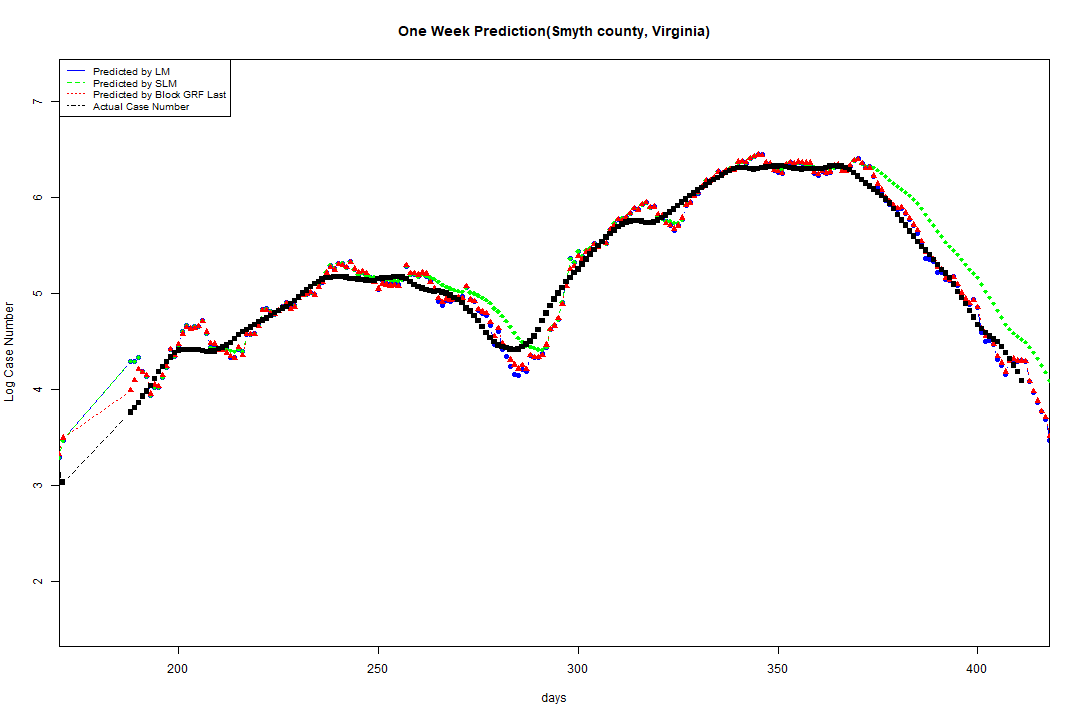 One Week Prediction(Smyth county, Virginia)
Predicted by LM
Predicted by SLM
Predicted by Block GRF Last
Actual Case Number
7
6
5
4
3
2
Log Case Number
200 250 300 350 400
days